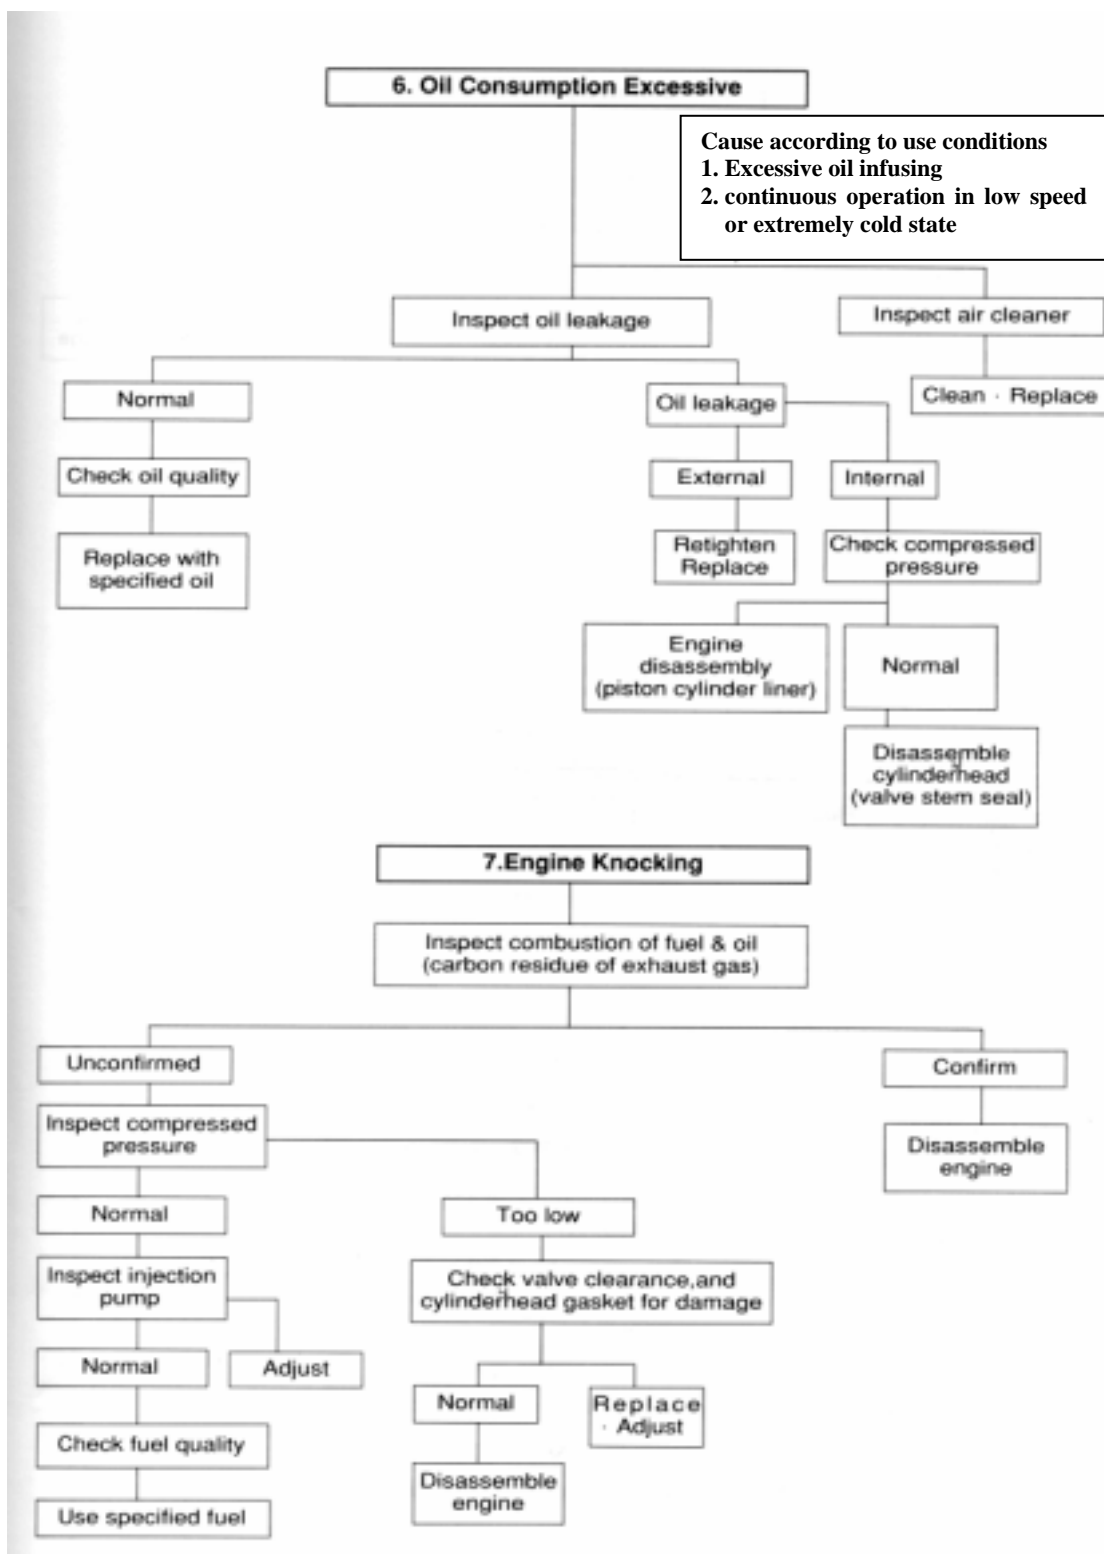 6. Oil Consumption Excessive
Cause according to use conditions
1. Excessive oil infusing
2. continuous operation in low speed
or extremely cold state
Inspect oil leakage
Inspect air cleaner
Normal
Oil leakage
Clean · Replace
Check oil quality
External
Internal
Replace with
specified oil
Retighten
Replace
Check compressed
pressure
Engine
disassembly
(piston cylinder liner)
Normal
Disassemble
cylinderhead
(valve stem seal)
7.Engine Knocking
Inspect combustion of fuel & oil
(carbon residue of exhaust gas)
Unconfirmed
Confirm
Inspect compressed
pressure
Disassemble
engine
Normal
Too low
Inspect injection
pump
Check valve clearance,and
cylinderhead gasket for damage
Normal
Adjust
Normal
Replace
· Adjust
Check fuel quality
Disassemble
engine
Use specified fuel